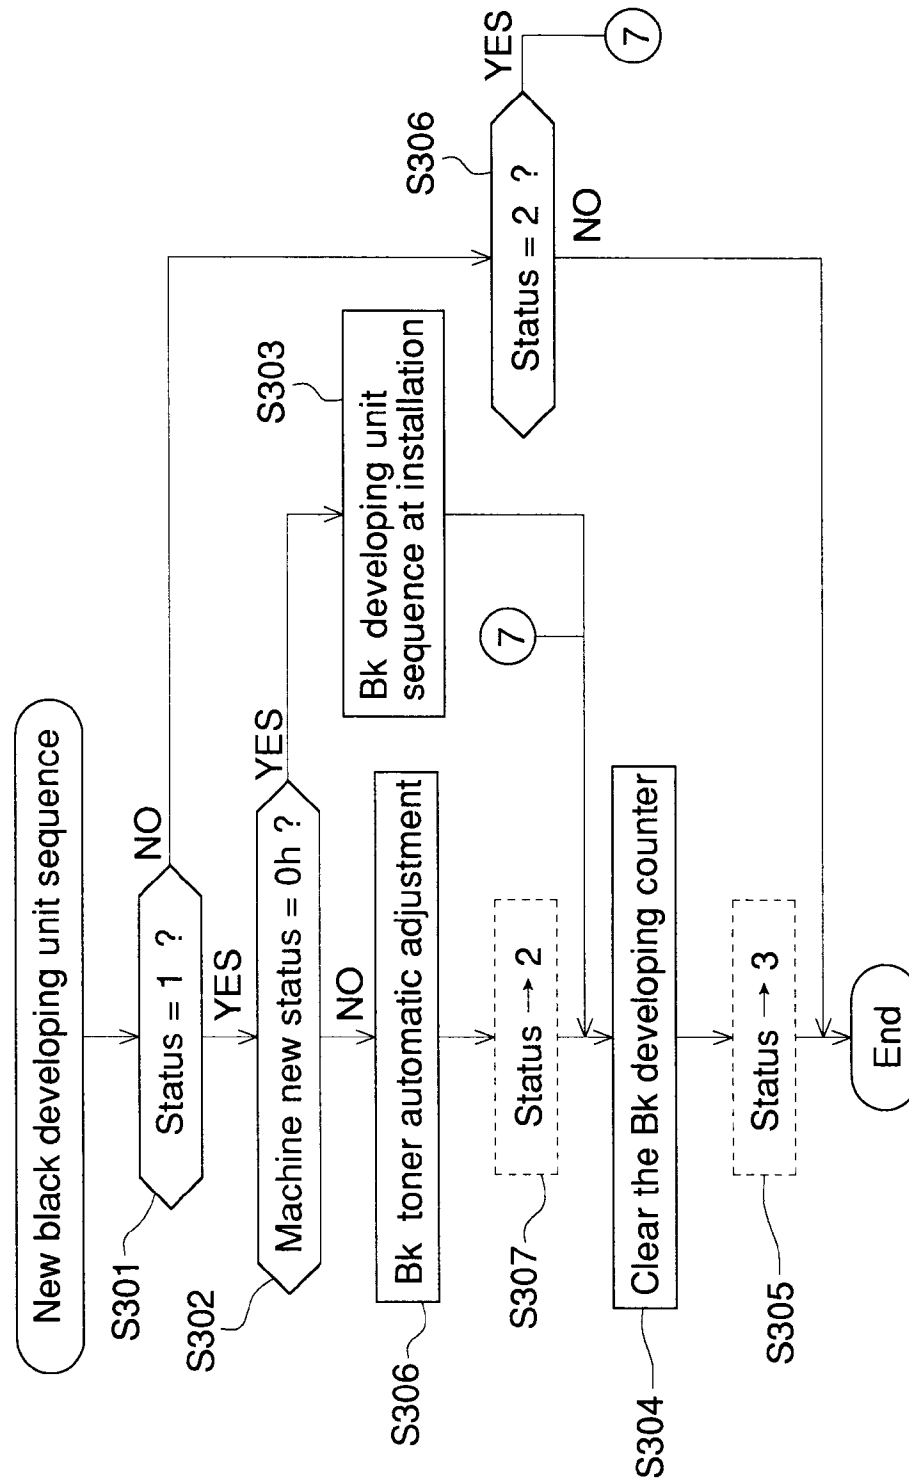 New black developing unit sequence
S301
Status = 1 ?
NO
YES
S302
Machine new status = 0h ?
YES
NO
S303
Bk developing unit
sequence at installation
S306
Status = 2 ?
YES
7
NO
S306
Bk toner automatic adjustment
7
S307
Status → 2
S304
Clear the Bk developing counter
S305
Status → 3
End